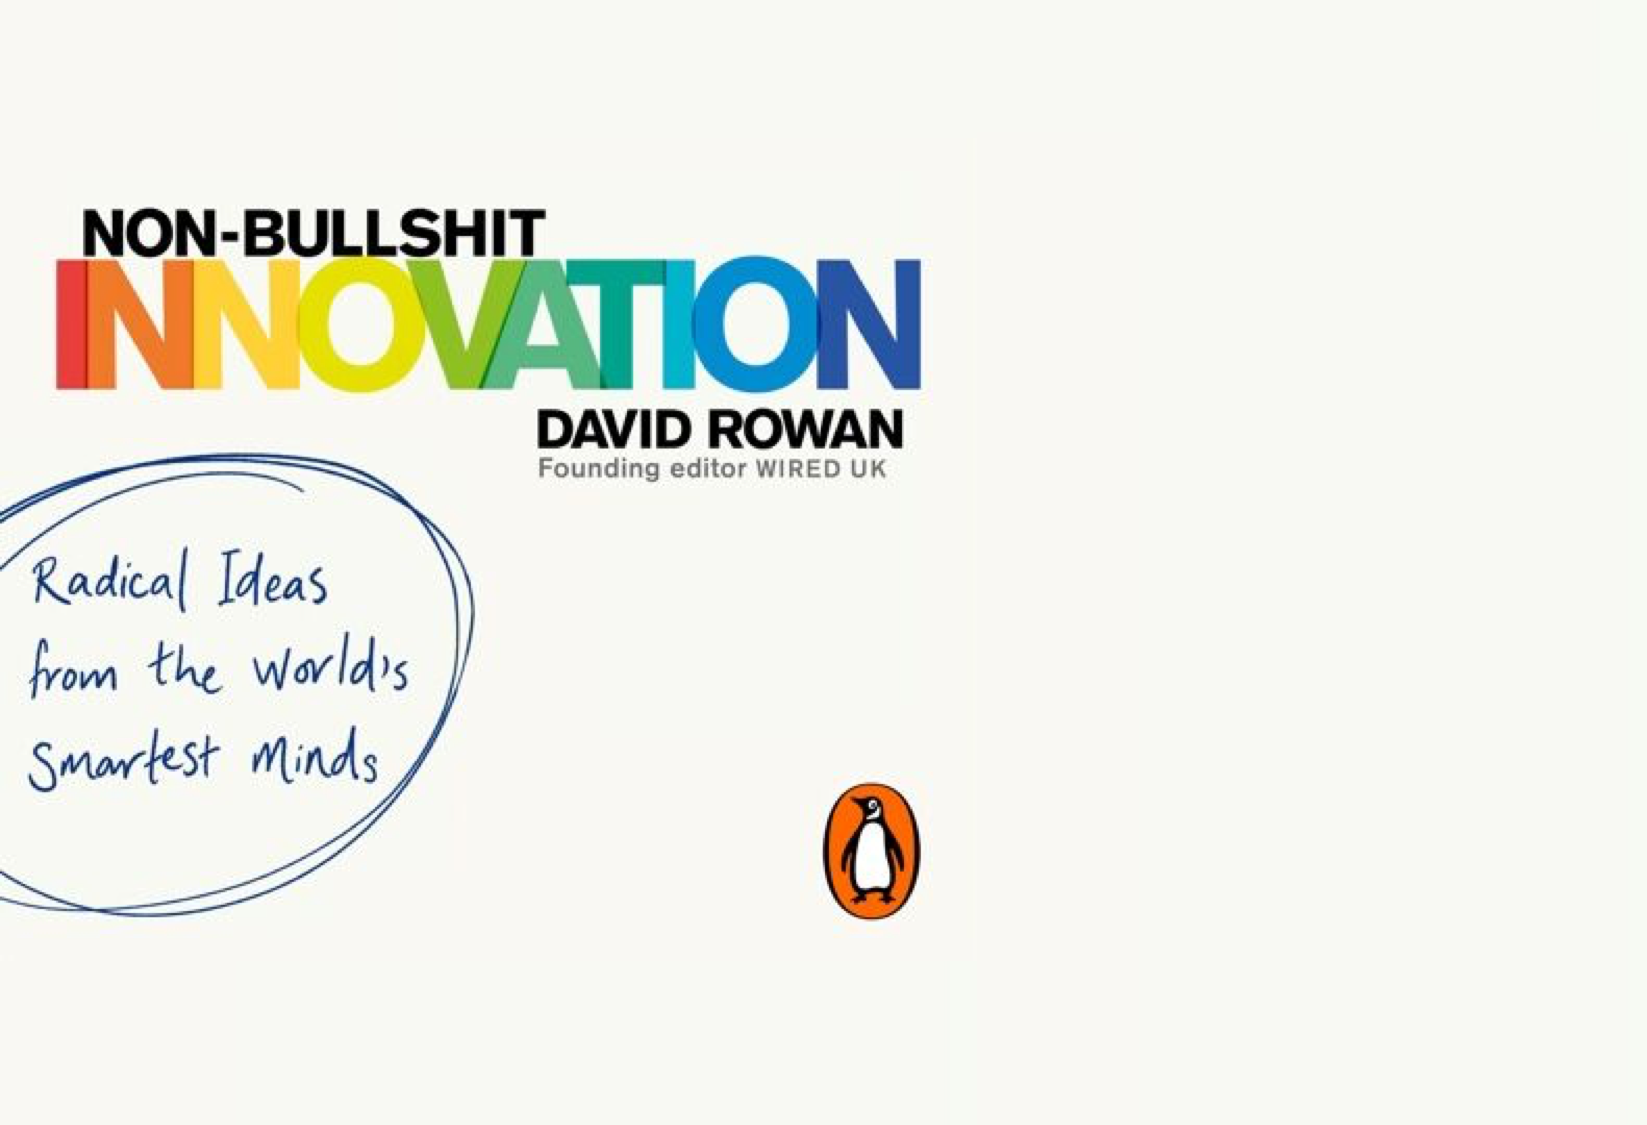 NON-BULLSHIT
INNOVATION
DAVID ROWAN
Founding editor WIRED UK
Radical Ideas
from the World's
Smartest Minds